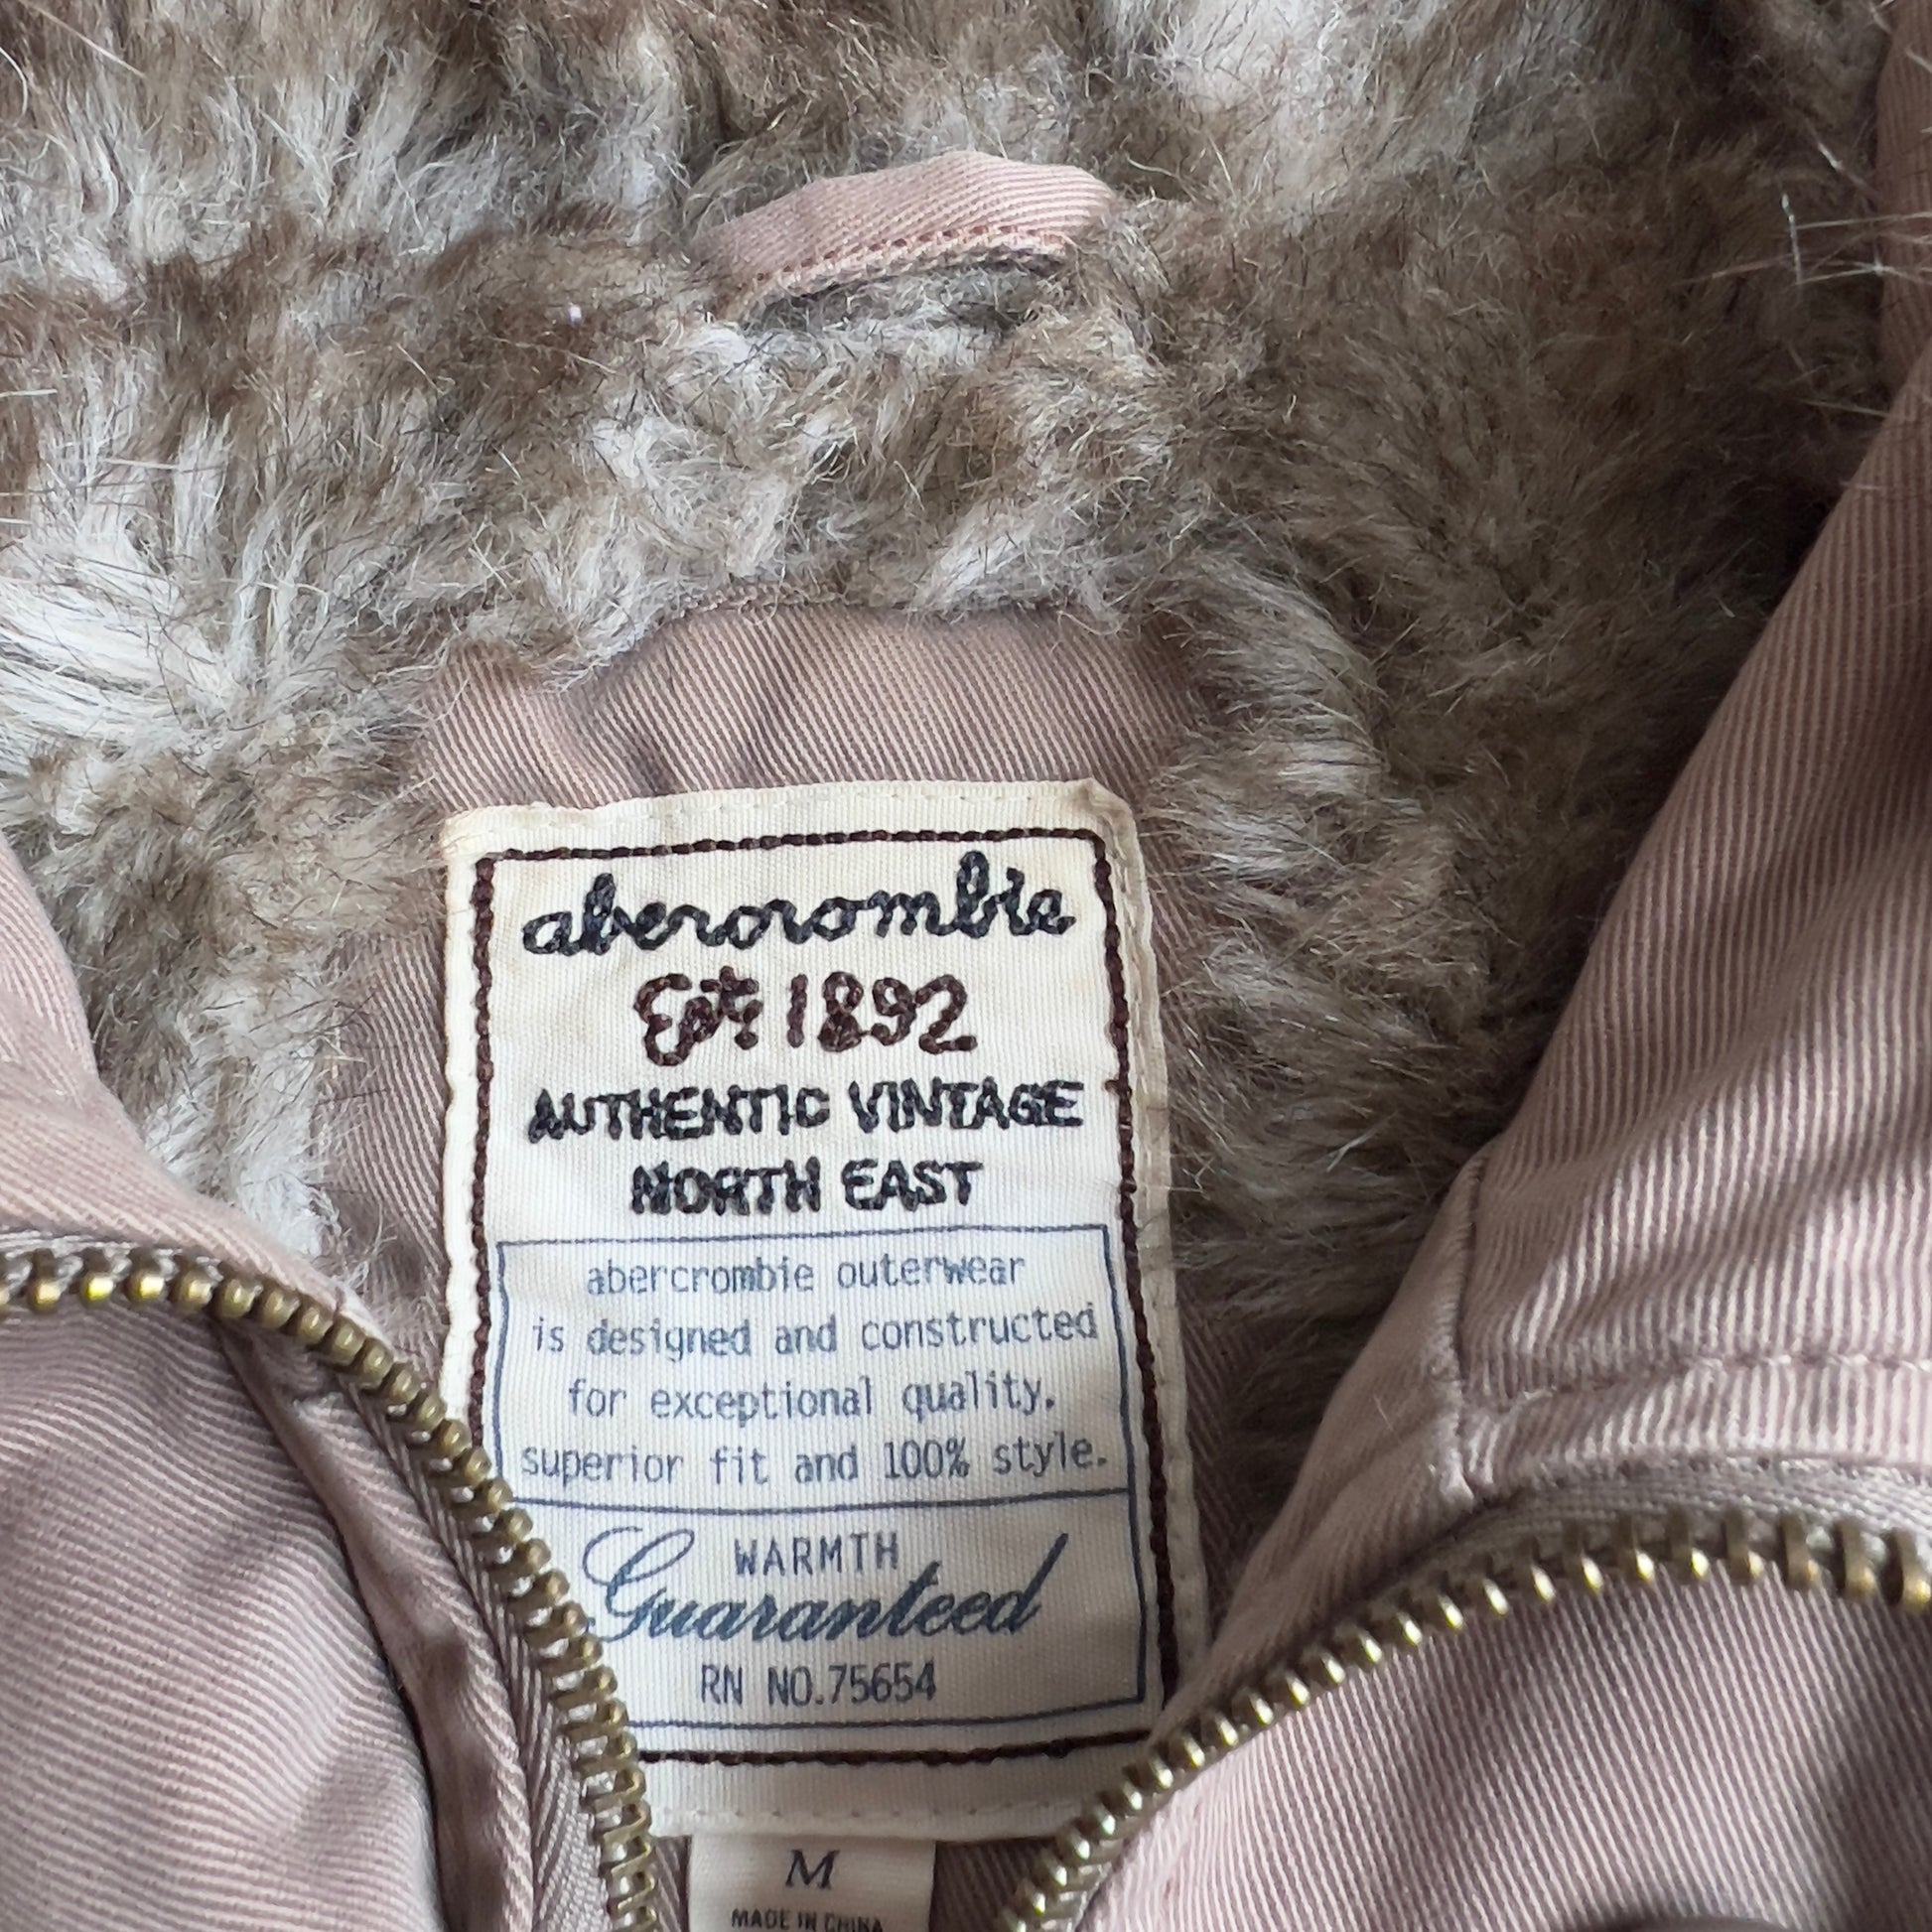 abercrombie
Est. 1892
AUTHENTIC VINTAGE
NORTH EAST
abercrombie outerwear
is designed and constructed
for exceptional quality,
superior fit and 100% style.
WARMTH
Guaranteed
RN NO.75654
M
MADE IN CHINA